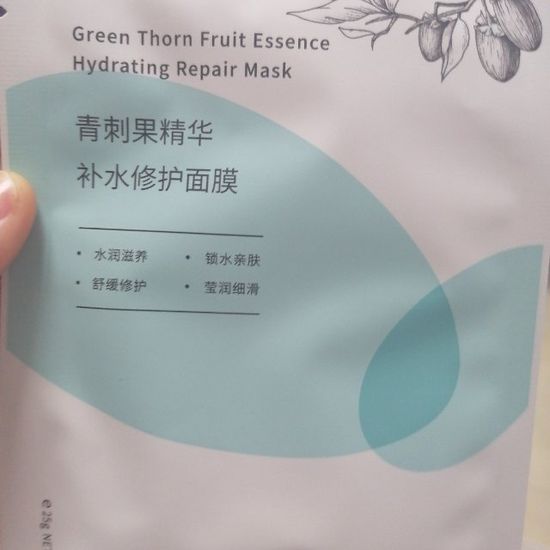 Green Thorn Fruit Essence
Hydrating Repair Mask
青刺果精华
补水修护面膜
• 水润滋养 • 锁水亲肤
• 舒缓修护 • 莹润细滑
℮ 25g NE